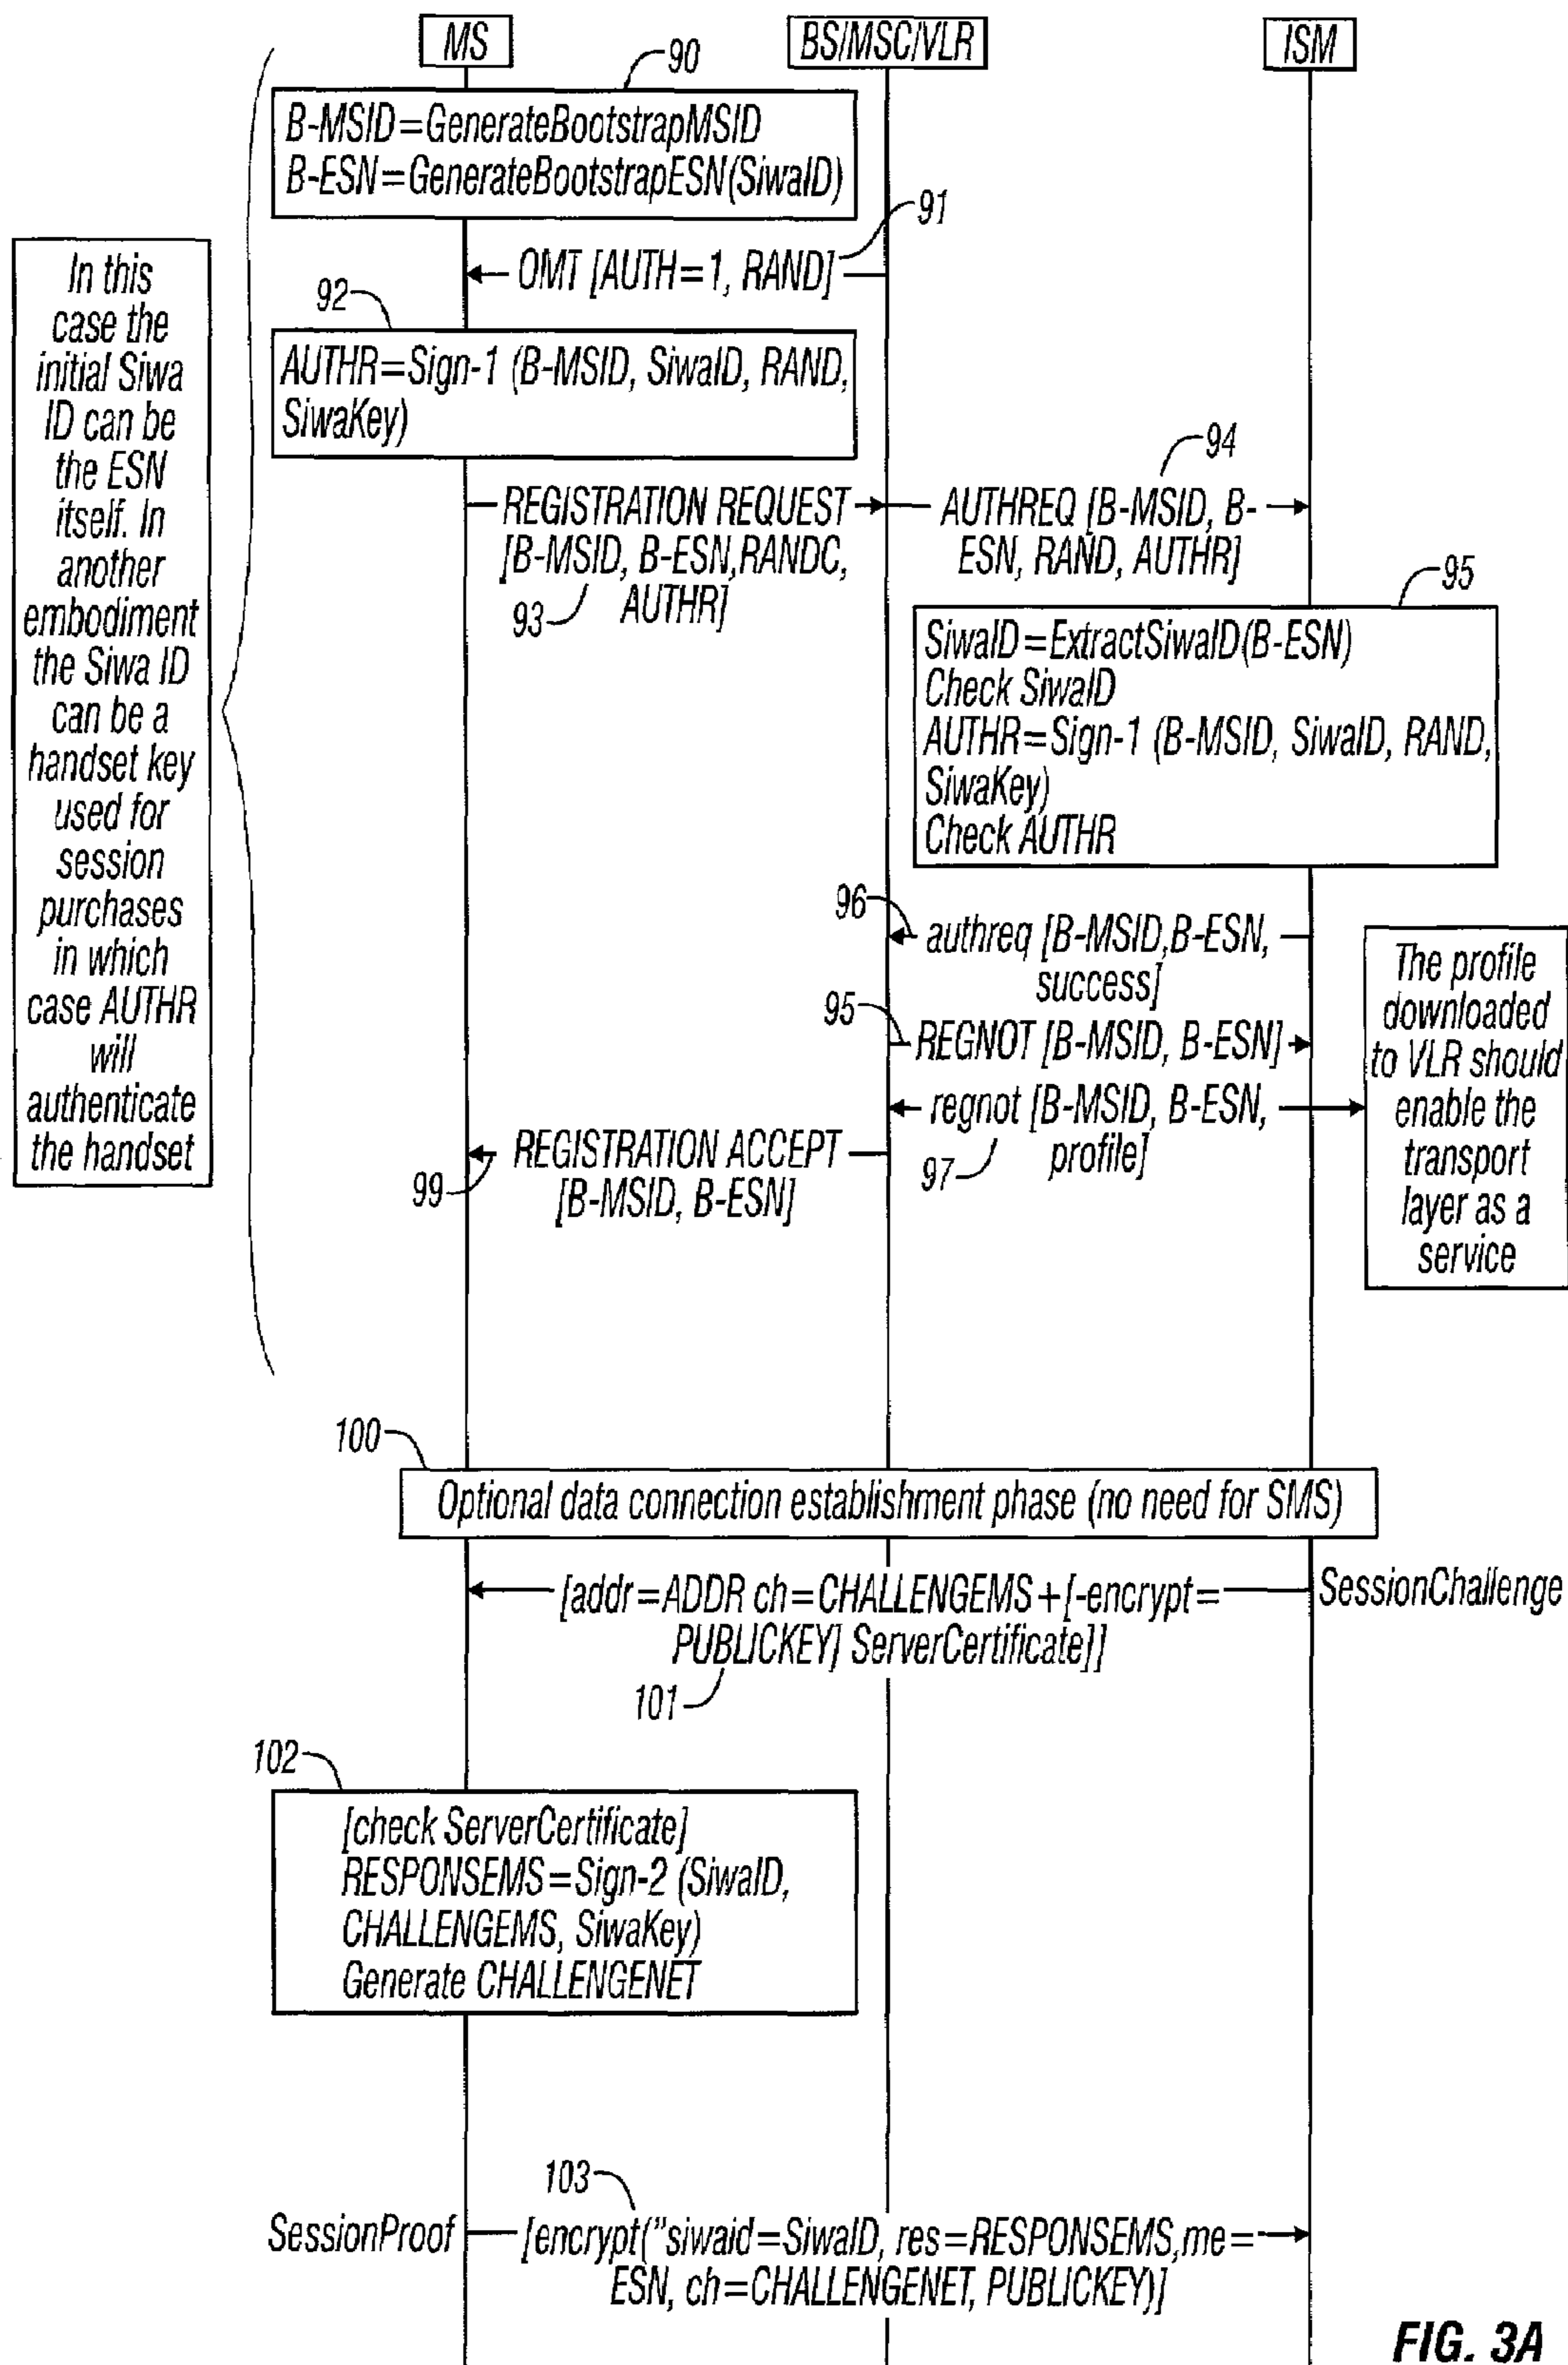 MS
BS/MSC/VLR
ISM
90
B-MSID=GenerateBootstrapMSID
B-ESN=GenerateBootstrapESN(SiwaID)
91
OMT [AUTH=1, RAND]
In this
case the
initial Siwa
ID can be
the ESN
itself. In
another
embodiment
the Siwa ID
can be a
handset key
used for
session
purchases
in which
case AUTHR
will
authenticate
the handset
92
AUTHR=Sign-1 (B-MSID, SiwaID, RAND,
SiwaKey)
REGISTRATION REQUEST
[B-MSID, B-ESN,RANDC,
AUTHR]
93
94
AUTHREQ [B-MSID, B-
ESN, RAND, AUTHR]
95
SiwaID=ExtractSiwaID(B-ESN)
Check SiwaID
AUTHR=Sign-1 (B-MSID, SiwaID, RAND,
SiwaKey)
Check AUTHR
96
authreq [B-MSID,B-ESN,
success]
95
REGNOT [B-MSID, B-ESN]
regnot [B-MSID, B-ESN,
profile]
97
The profile
downloaded
to VLR should
enable the
transport
layer as a
service
REGISTRATION ACCEPT
[B-MSID, B-ESN]
99
100
Optional data connection establishment phase (no need for SMS)
[addr=ADDR ch=CHALLENGEMS+[-encrypt=
PUBLICKEY] ServerCertificate]]
SessionChallenge
101
102
[check ServerCertificate]
RESPONSEMS=Sign-2 (SiwaID,
CHALLENGEMS, SiwaKey)
Generate CHALLENGENET
103
SessionProof
[encrypt("siwaid=SiwaID, res=RESPONSEMS,me=
ESN, ch=CHALLENGENET, PUBLICKEY)]
FIG. 3A